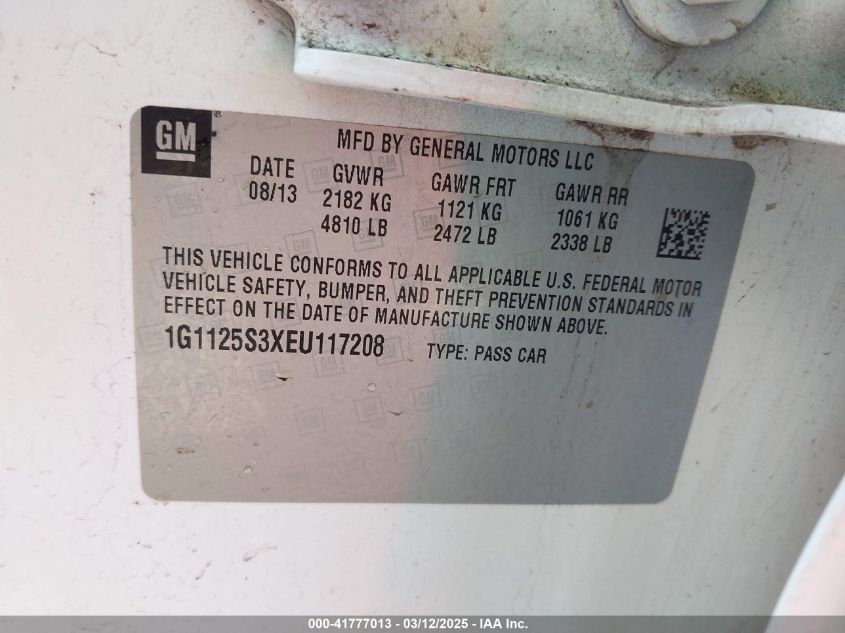 GM
MFD BY GENERAL MOTORS LLC
DATE GVWR GAWR FRT GAWR RR
08/13 2182 KG 1121 KG 1061 KG
4810 LB 2472 LB 2338 LB
THIS VEHICLE CONFORMS TO ALL APPLICABLE U.S. FEDERAL MOTOR
VEHICLE SAFETY, BUMPER, AND THEFT PREVENTION STANDARDS IN
EFFECT ON THE DATE OF MANUFACTURE SHOWN ABOVE.
1G1125S3XEU117208 TYPE: PASS CAR
000-41777013 - 03/12/2025 - IAA Inc.